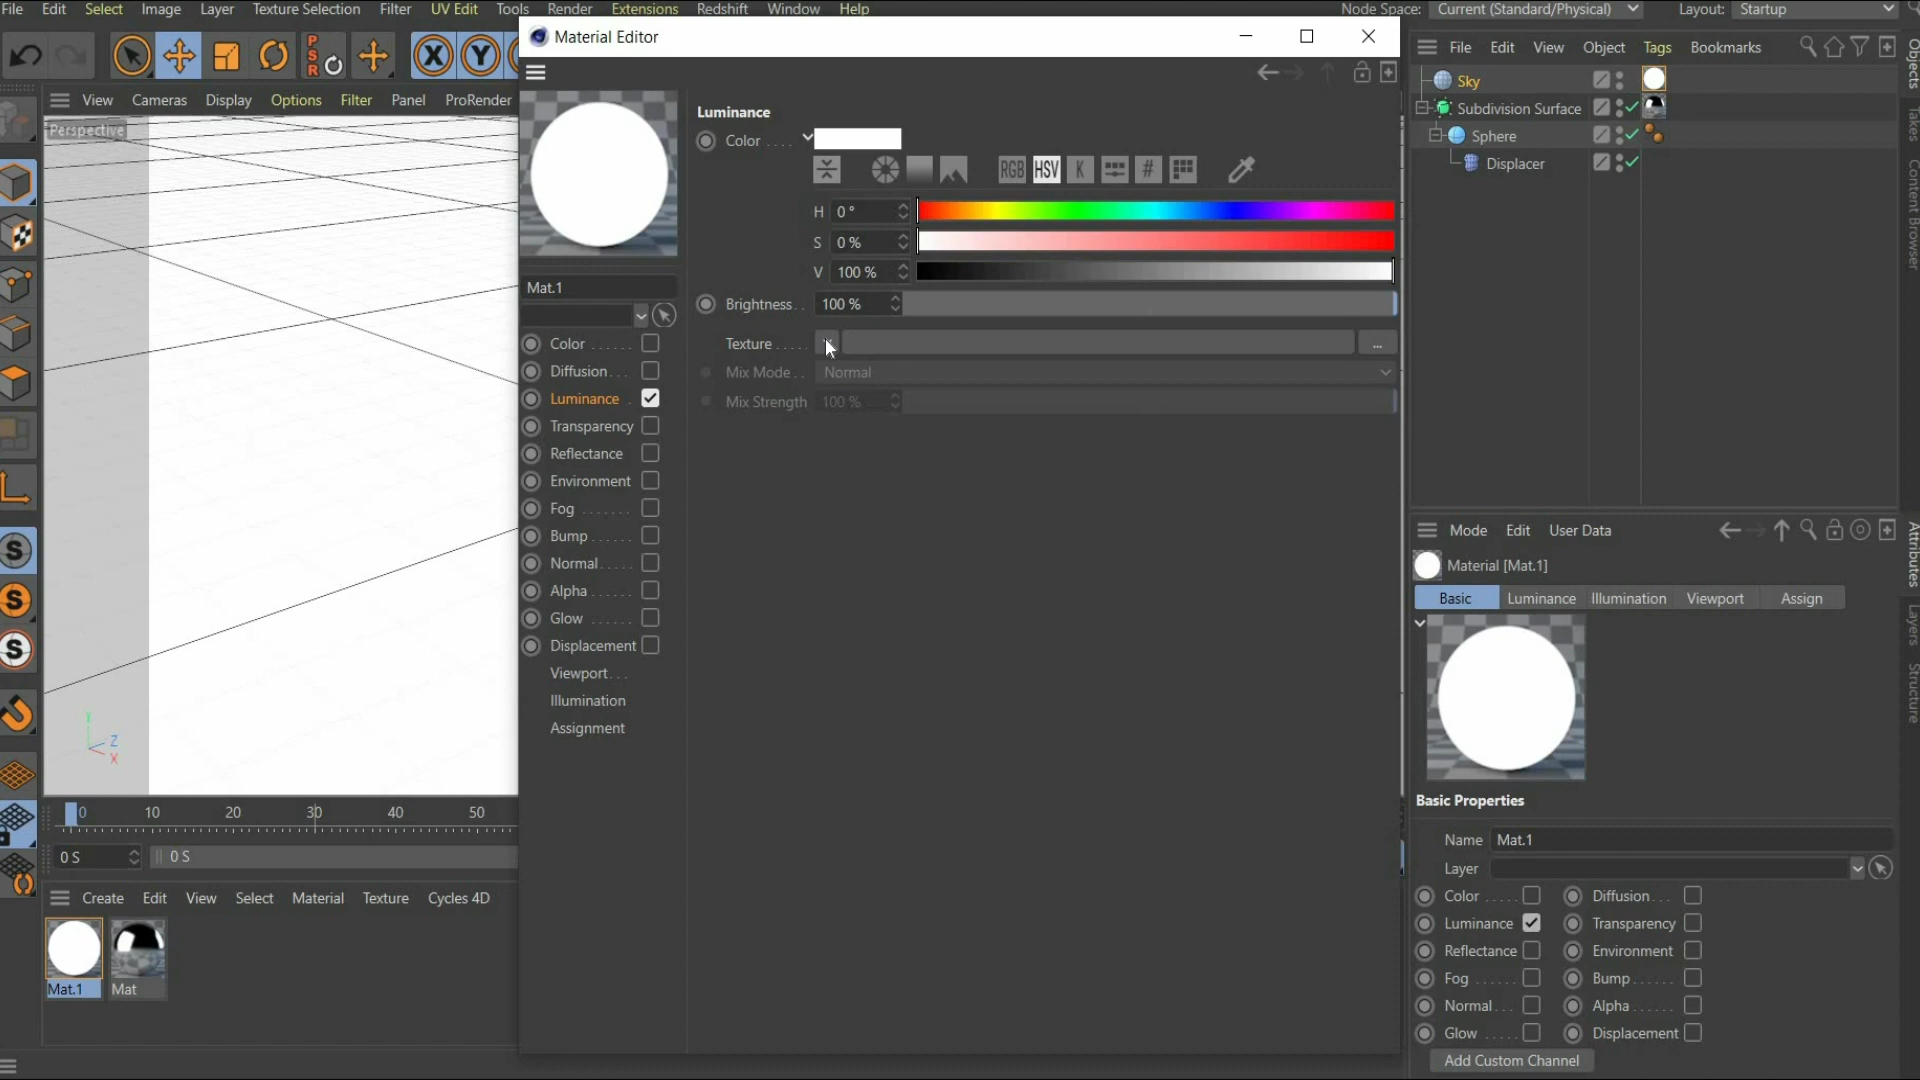 File Edit Select Image Layer Texture Selection Filter UV Edit Tools Render Extensions Redshift Window Help Node Space: Current (Standard/Physical) Layout: Startup
PSR X Y
View Cameras Display Options Filter Panel ProRender
Perspective
Y
Z
X
0 10 20 30 40 50
0 S 0 S
Create Edit View Select Material Texture Cycles 4D
Mat.1 Mat
S
S
S
Material Editor
Mat.1
Color ......
Diffusion...
Luminance .
Transparency
Reflectance
Environment
Fog .......
Bump......
Normal.....
Alpha......
Glow ......
Displacement
Viewport...
Illumination
Assignment
Luminance
Color ....
RGB HSV K #
H 0 °
S 0 %
V 100 %
Brightness.. 100 %
Texture ..... ...
Mix Mode.. Normal
Mix Strength 100 %
File Edit View Object Tags Bookmarks
Sky
Subdivision Surface
Sphere
Displacer
Objects
Takes
Content Browser
Mode Edit User Data
Material [Mat.1]
Basic Luminance Illumination Viewport Assign
Basic Properties
Name Mat.1
Layer
Color ..... Diffusion...
Luminance Transparency
Reflectance Environment
Fog ...... Bump......
Normal... Alpha......
Glow ..... Displacement
Add Custom Channel
Attributes
Layers
Structure